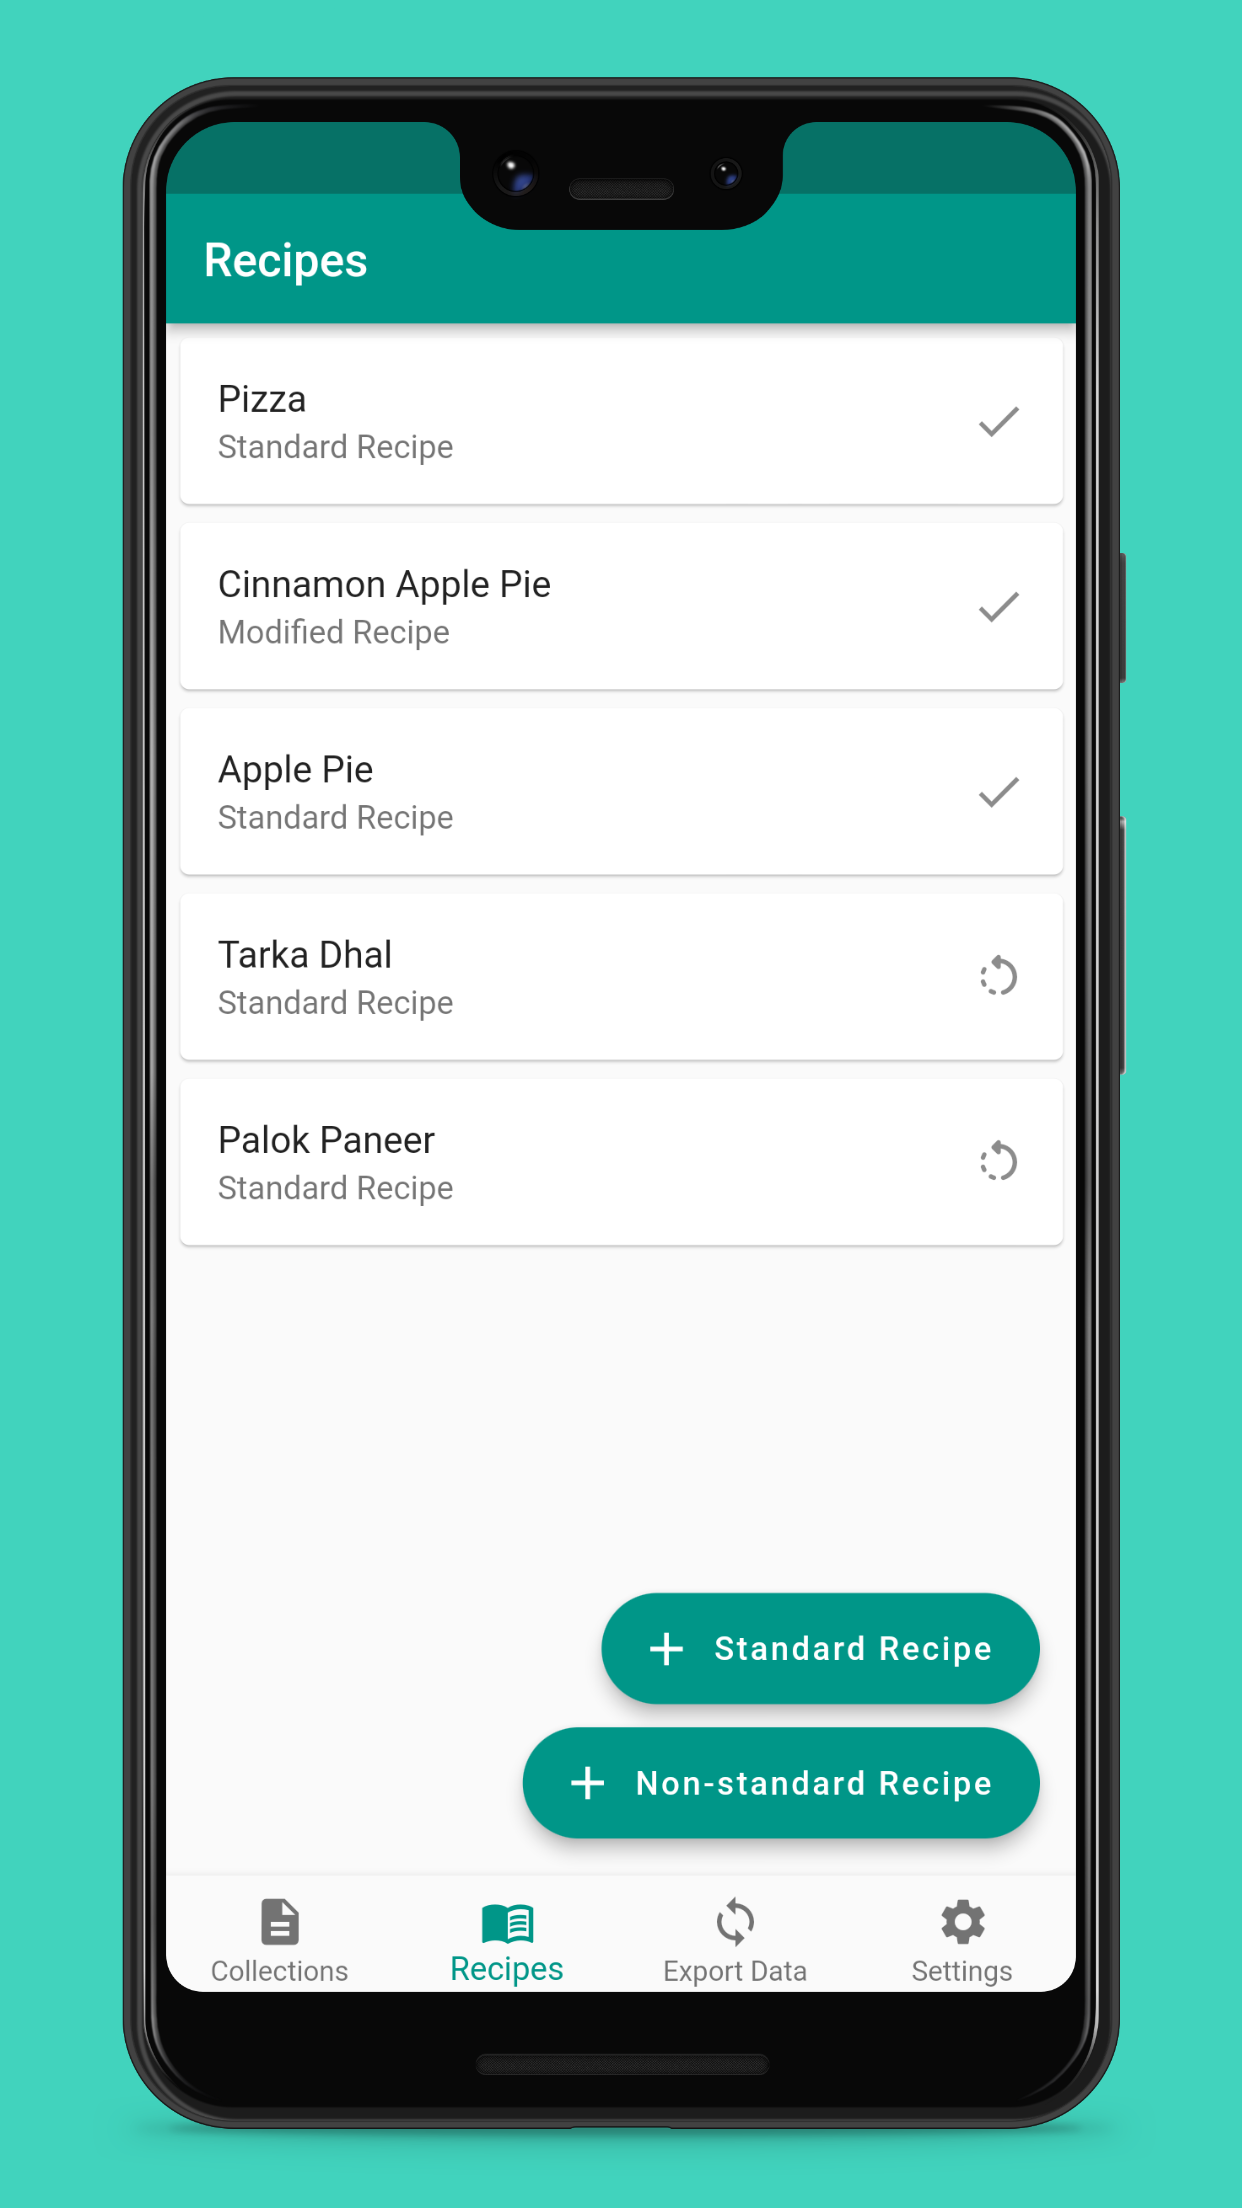 Recipes
Pizza
Standard Recipe
Cinnamon Apple Pie
Modified Recipe
Apple Pie
Standard Recipe
Tarka Dhal
Standard Recipe
Palok Paneer
Standard Recipe
Standard Recipe
Non-standard Recipe
Collections
Recipes
Export Data
Settings